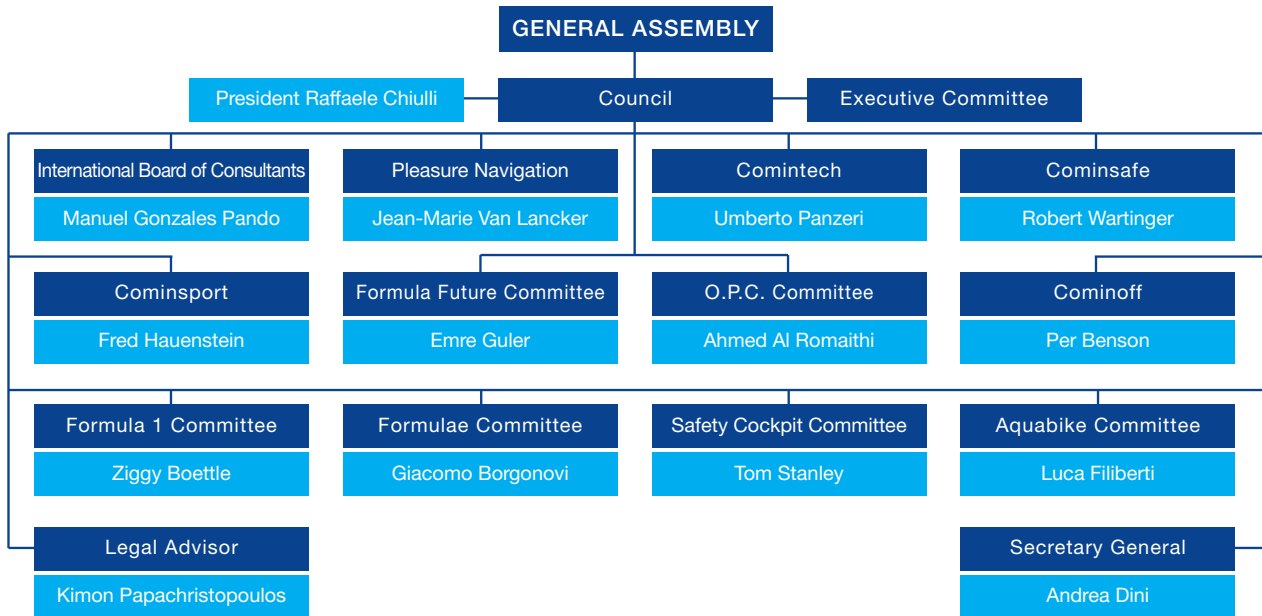 GENERAL ASSEMBLY
President Raffaele Chiulli
Council
Executive Committee
International Board of Consultants
Pleasure Navigation
Comintech
Cominsafe
Manuel Gonzales Pando
Jean-Marie Van Lancker
Umberto Panzeri
Robert Wartinger
Cominsport
Formula Future Committee
O.P.C. Committee
Cominoff
Fred Hauenstein
Emre Guler
Ahmed Al Romaithi
Per Benson
Formula 1 Committee
Formulae Committee
Safety Cockpit Committee
Aquabike Committee
Ziggy Boettle
Giacomo Borgonovi
Tom Stanley
Luca Filiberti
Legal Advisor
Secretary General
Kimon Papachristopoulos
Andrea Dini